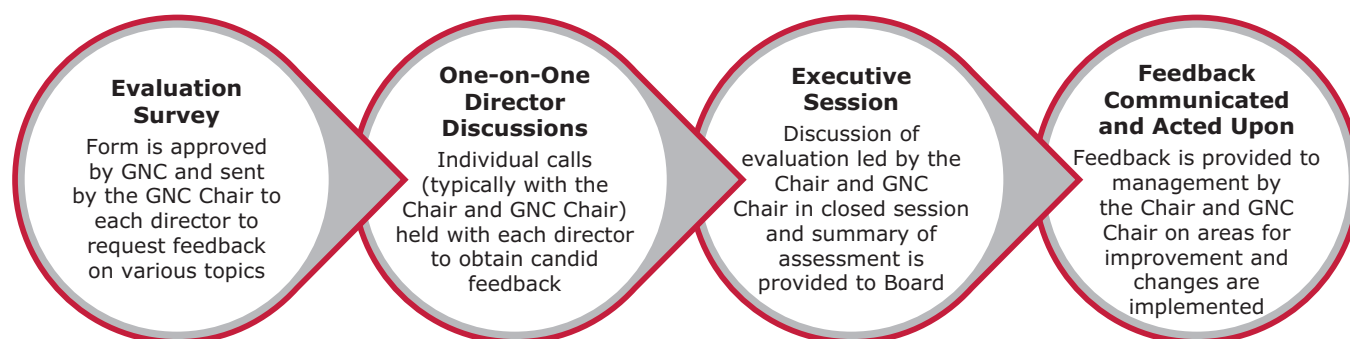 Evaluation
Survey
Form is approved
by GNC and sent
by the GNC Chair to
each director to
request feedback
on various topics
One-on-One
Director
Discussions
Individual calls
(typically with the
Chair and GNC Chair)
held with each director
to obtain candid
feedback
Executive
Session
Discussion of
evaluation led by the
Chair and GNC
Chair in closed session
and summary of
assessment is
provided to Board
Feedback
Communicated
and Acted Upon
Feedback is provided to
management by
the Chair and GNC
Chair on areas for
improvement and
changes are
implemented